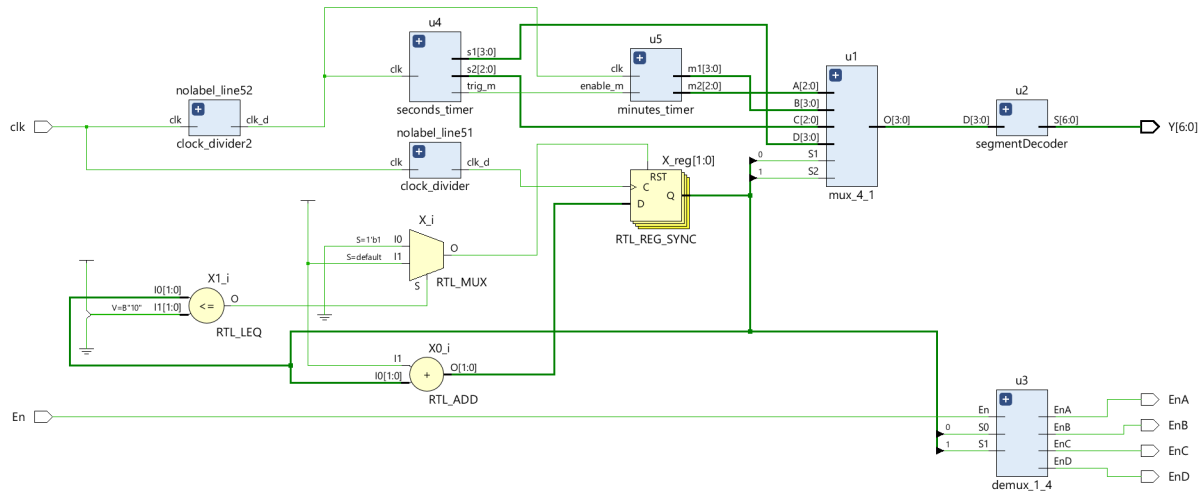 u4
s1[3:0]
clk
s2[2:0]
trig_m
seconds_timer
u5
clk
m1[3:0]
enable_m
m2[2:0]
minutes_timer
u1
A[2:0]
B[3:0]
C[2:0]
D[3:0]
O[3:0]
0
S1
1
S2
mux_4_1
u2
D[3:0]
S[6:0]
segmentDecoder
Y[6:0]
nolabel_line52
clk
clk
clk_d
clock_divider2
nolabel_line51
clk
clk_d
clock_divider
X_reg[1:0]
RST
C
Q
D
RTL_REG_SYNC
X_i
S=1'b1
I0
O
S=default
I1
S
RTL_MUX
X1_i
I0[1:0]
O
<=
V=B"10"
I1[1:0]
RTL_LEQ
X0_i
I1
O[1:0]
I0[1:0]
+
RTL_ADD
u3
En
En
EnA
EnA
0
S0
EnB
EnB
1
S1
EnC
EnC
EnD
EnD
demux_1_4